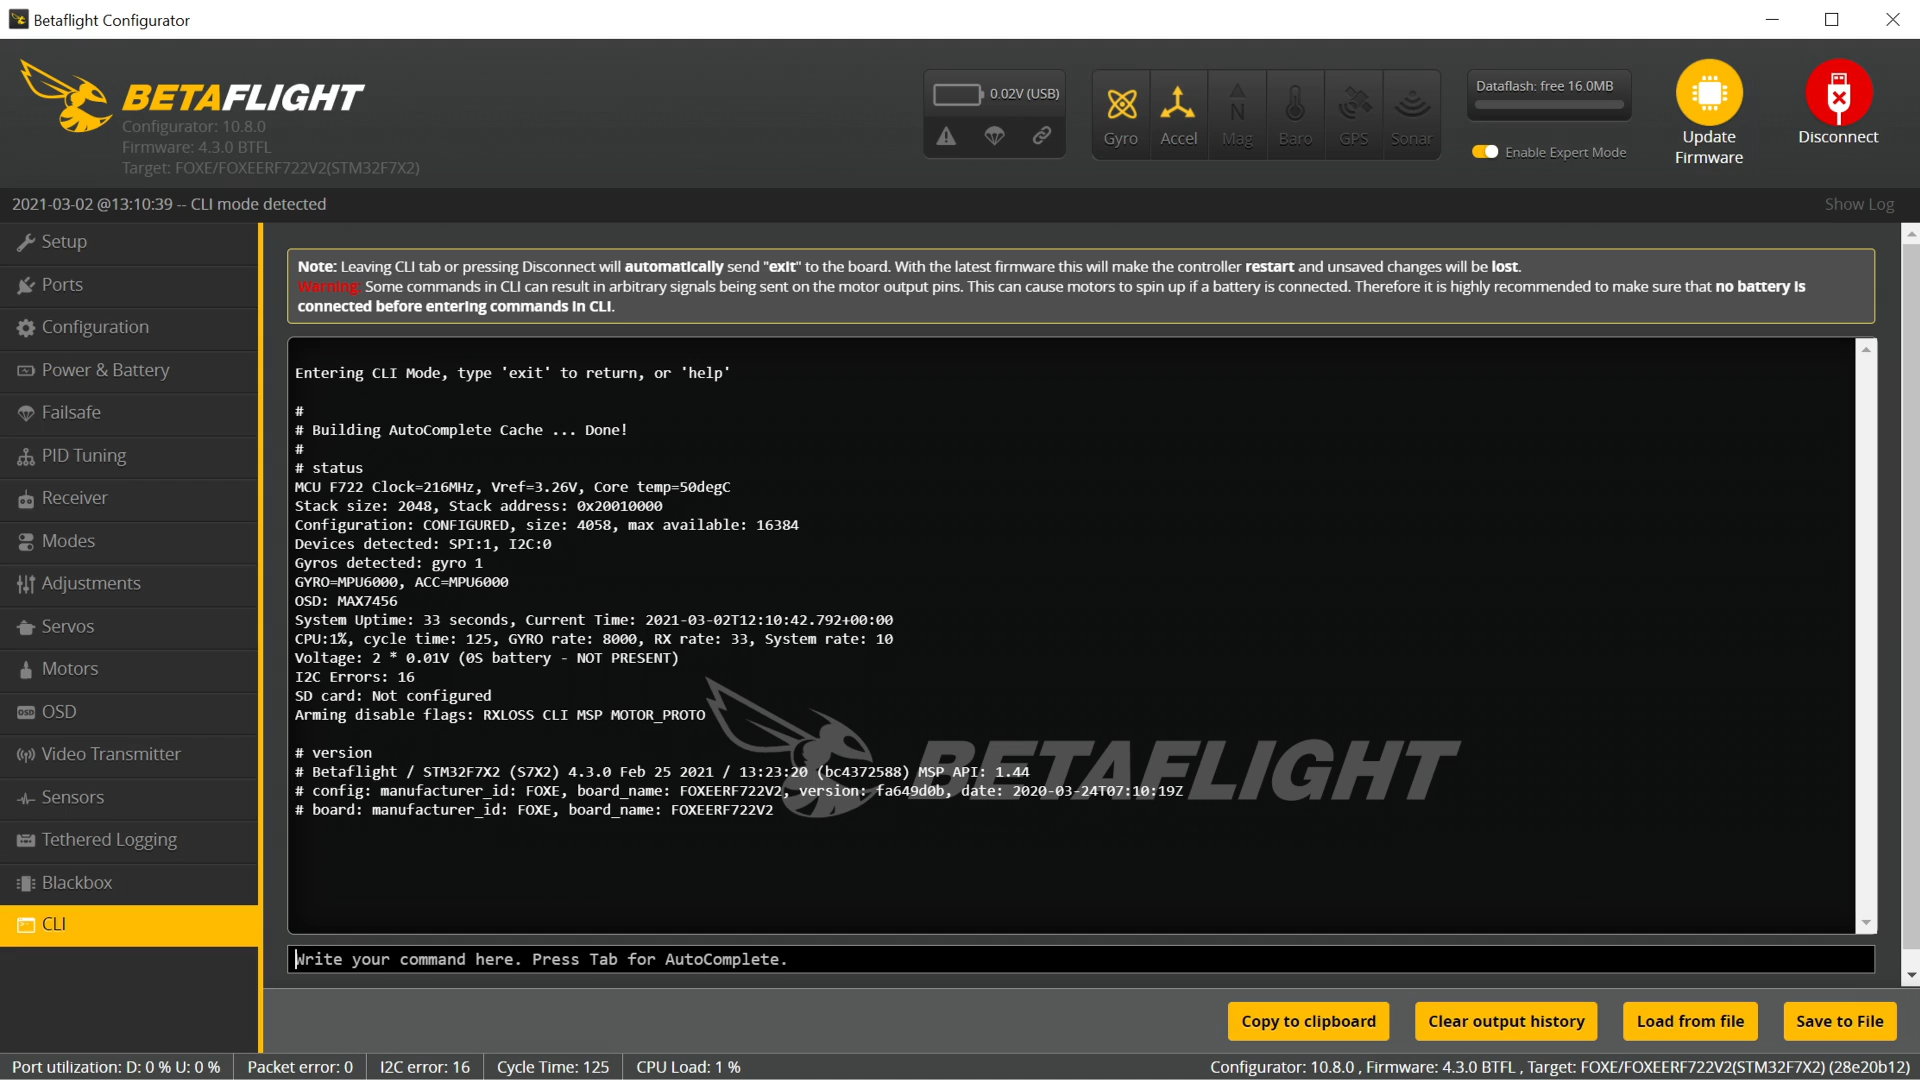 Betaflight Configurator
BETAFLIGHT
Configurator: 10.8.0
Firmware: 4.3.0 BTFL
Target: FOXE/FOXEERF722V2(STM32F7X2)
0.02V (USB)
Gyro
Accel
N
Mag
Baro
GPS
Sonar
Dataflash: free 16.0MB
Enable Expert Mode
Update
Firmware
Disconnect
2021-03-02 @13:10:39 -- CLI mode detected
Show Log
Setup
Ports
Configuration
Power & Battery
Failsafe
PID Tuning
Receiver
Modes
Adjustments
Servos
Motors
OSD OSD
Video Transmitter
Sensors
Tethered Logging
Blackbox
CLI
Note: Leaving CLI tab or pressing Disconnect will automatically send "exit" to the board. With the latest firmware this will make the controller restart and unsaved changes will be lost.
Warning: Some commands in CLI can result in arbitrary signals being sent on the motor output pins. This can cause motors to spin up if a battery is connected. Therefore it is highly recommended to make sure that no battery is
connected before entering commands in CLI.
Entering CLI Mode, type 'exit' to return, or 'help'
#
# Building AutoComplete Cache ... Done!
#
# status
MCU F722 Clock=216MHz, Vref=3.26V, Core temp=50degC
Stack size: 2048, Stack address: 0x20010000
Configuration: CONFIGURED, size: 4058, max available: 16384
Devices detected: SPI:1, I2C:0
Gyros detected: gyro 1
GYRO=MPU6000, ACC=MPU6000
OSD: MAX7456
System Uptime: 33 seconds, Current Time: 2021-03-02T12:10:42.792+00:00
CPU:1%, cycle time: 125, GYRO rate: 8000, RX rate: 33, System rate: 10
Voltage: 2 * 0.01V (0S battery - NOT PRESENT)
I2C Errors: 16
SD card: Not configured
Arming disable flags: RXLOSS CLI MSP MOTOR_PROTO
# version
# Betaflight / STM32F7X2 (S7X2) 4.3.0 Feb 25 2021 / 13:23:20 (bc4372588) MSP API: 1.44
# config: manufacturer_id: FOXE, board_name: FOXEERF722V2, version: fa649d0b, date: 2020-03-24T07:10:19Z
# board: manufacturer_id: FOXE, board_name: FOXEERF722V2
BETAFLIGHT
Write your command here. Press Tab for AutoComplete.
Copy to clipboard
Clear output history
Load from file
Save to File
Port utilization: D: 0 % U: 0 %
Packet error: 0
I2C error: 16
Cycle Time: 125
CPU Load: 1 %
Configurator: 10.8.0 , Firmware: 4.3.0 BTFL , Target: FOXE/FOXEERF722V2(STM32F7X2) (28e20b12)